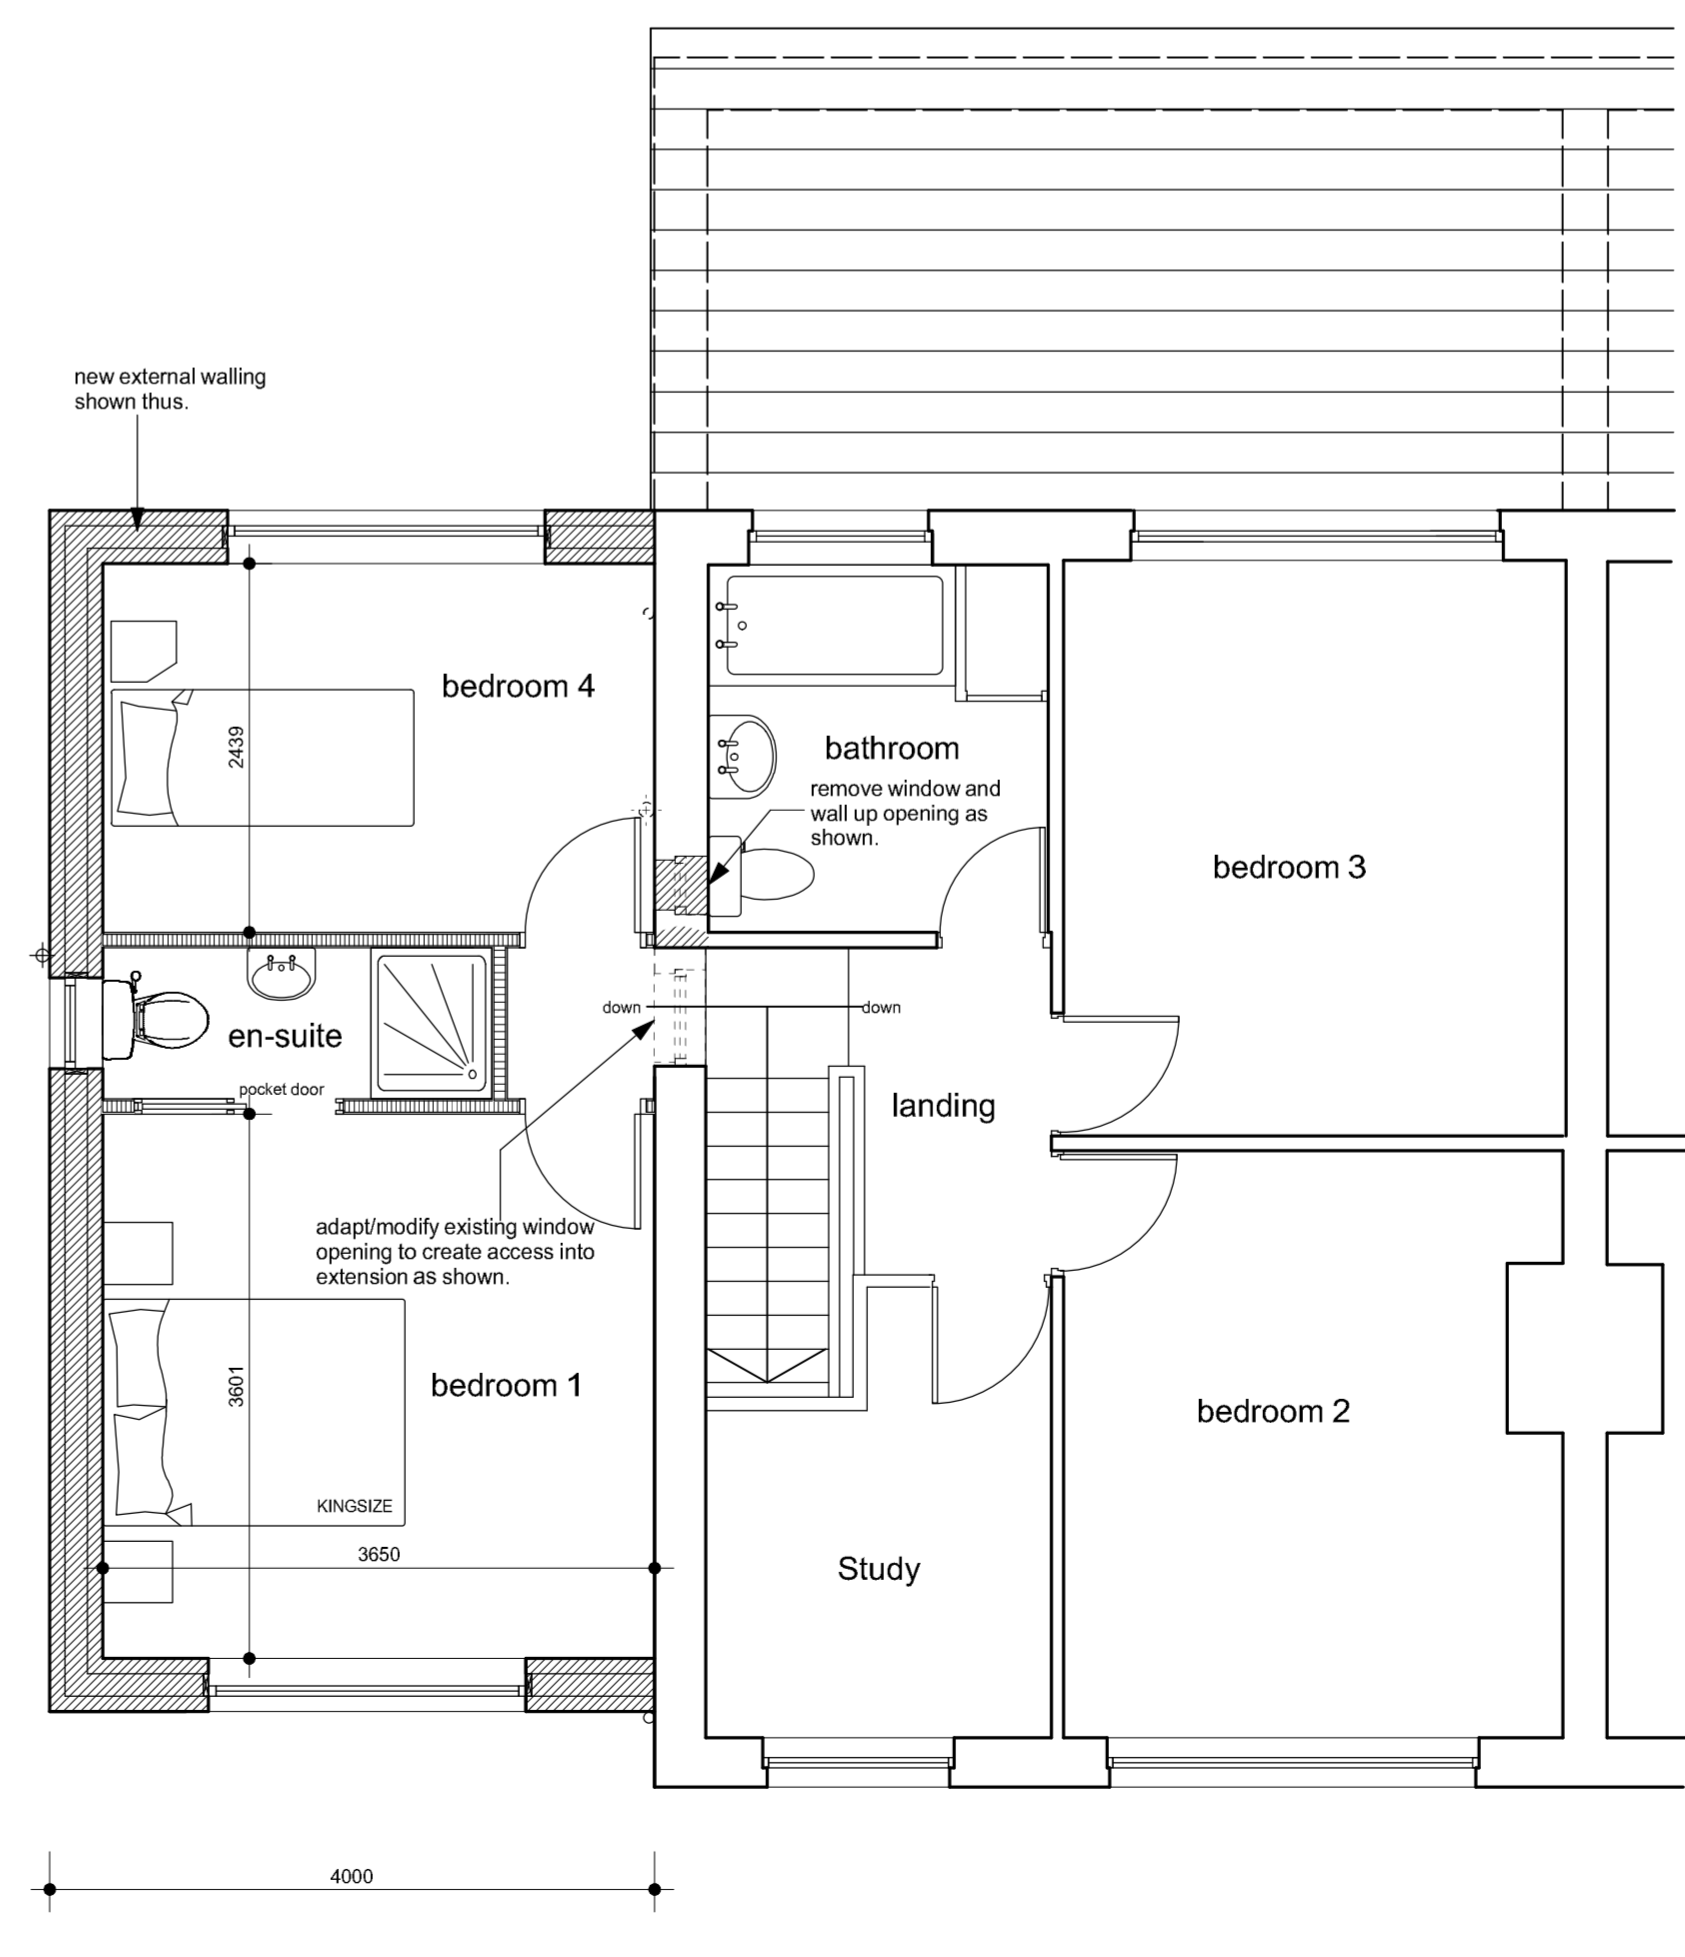 new external walling
shown thus.
bedroom 4
2439
bathroom
remove window and
wall up opening as
shown.
bedroom 3
down
down
en-suite
pocket door
landing
adapt/modify existing window
opening to create access into
extension as shown.
3601
bedroom 1
bedroom 2
KINGSIZE
3650
Study
4000